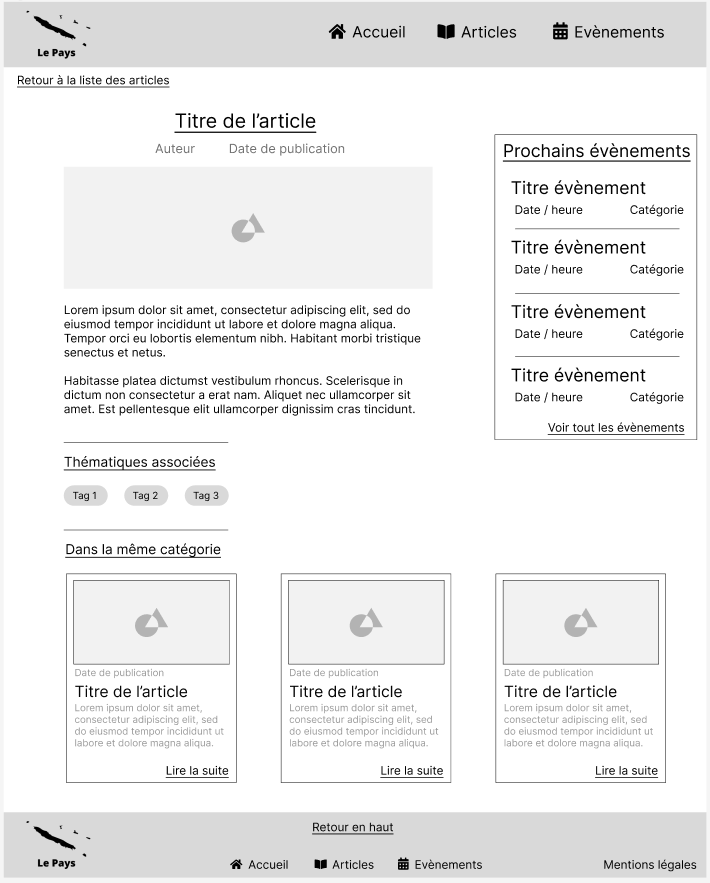 Le Pays
Accueil
Articles
Evènements
Retour à la liste des articles
Titre de l’article
Auteur
Date de publication
Lorem ipsum dolor sit amet, consectetur adipiscing elit, sed do
eiusmod tempor incididunt ut labore et dolore magna aliqua.
Tempor orci eu lobortis elementum nibh. Habitant morbi tristique
senectus et netus.
Habitasse platea dictumst vestibulum rhoncus. Scelerisque in
dictum non consectetur a erat nam. Aliquet nec ullamcorper sit
amet. Est pellentesque elit ullamcorper dignissim cras tincidunt.
Thématiques associées
Tag 1
Tag 2
Tag 3
Prochains évènements
Titre évènement
Date / heure
Catégorie
Titre évènement
Date / heure
Catégorie
Titre évènement
Date / heure
Catégorie
Titre évènement
Date / heure
Catégorie
Voir tout les évènements
Dans la même catégorie
Date de publication
Titre de l’article
Lorem ipsum dolor sit amet,
consectetur adipiscing elit, sed
do eiusmod tempor incididunt ut
labore et dolore magna aliqua.
Lire la suite
Date de publication
Titre de l’article
Lorem ipsum dolor sit amet,
consectetur adipiscing elit, sed
do eiusmod tempor incididunt ut
labore et dolore magna aliqua.
Lire la suite
Date de publication
Titre de l’article
Lorem ipsum dolor sit amet,
consectetur adipiscing elit, sed
do eiusmod tempor incididunt ut
labore et dolore magna aliqua.
Lire la suite
Retour en haut
Le Pays
Accueil
Articles
Evènements
Mentions légales